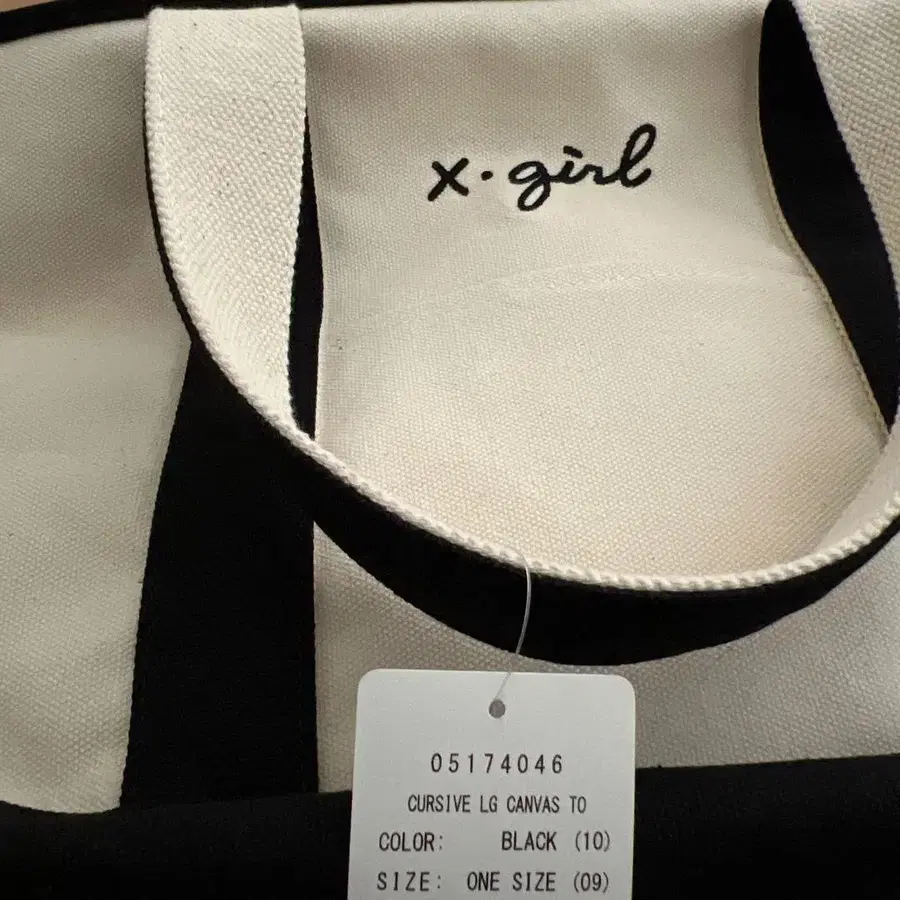 x・girl
05174046
CURSIVE LG CANVAS TO
COLOR: BLACK (10)
SIZE: ONE SIZE (09)